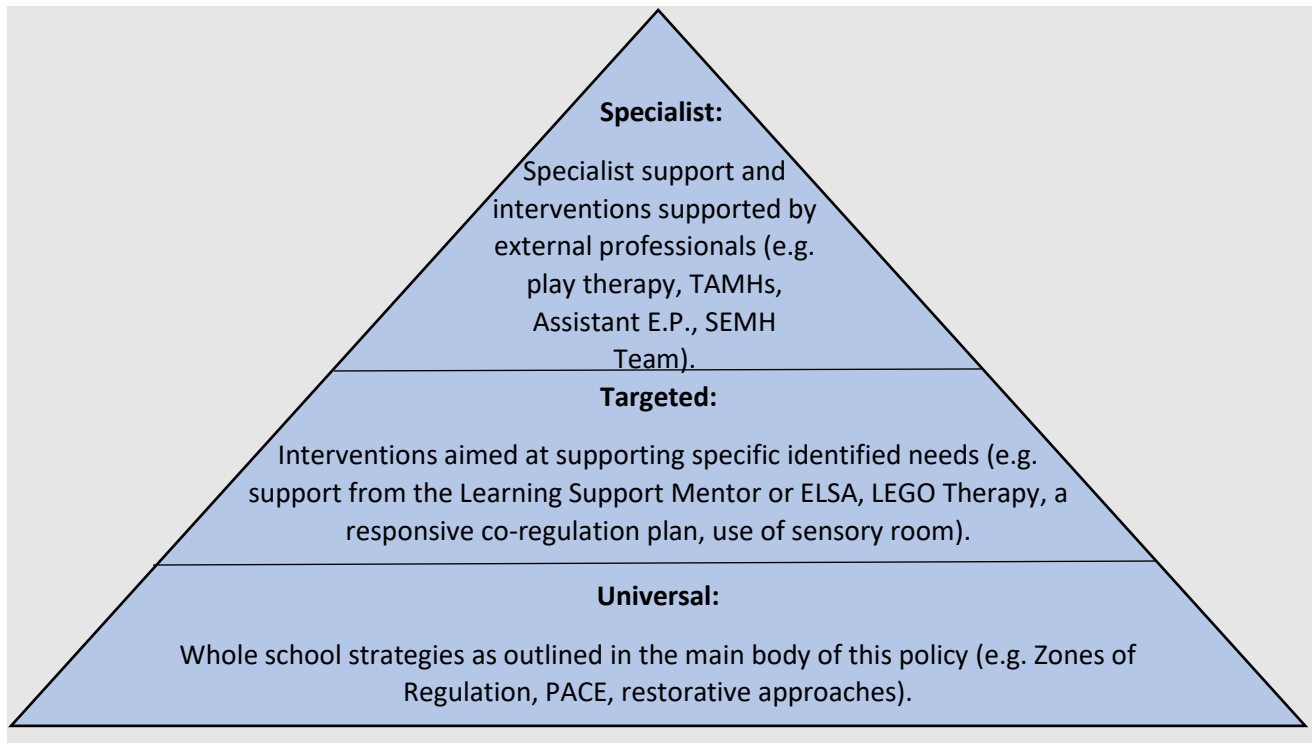 Specialist:
Specialist support and
interventions supported by
external professionals (e.g.
play therapy, TAMHs,
Assistant E.P., SEMH
Team).
Targeted:
Interventions aimed at supporting specific identified needs (e.g.
support from the Learning Support Mentor or ELSA, LEGO Therapy, a
responsive co-regulation plan, use of sensory room).
Universal:
Whole school strategies as outlined in the main body of this policy (e.g. Zones of
Regulation, PACE, restorative approaches).